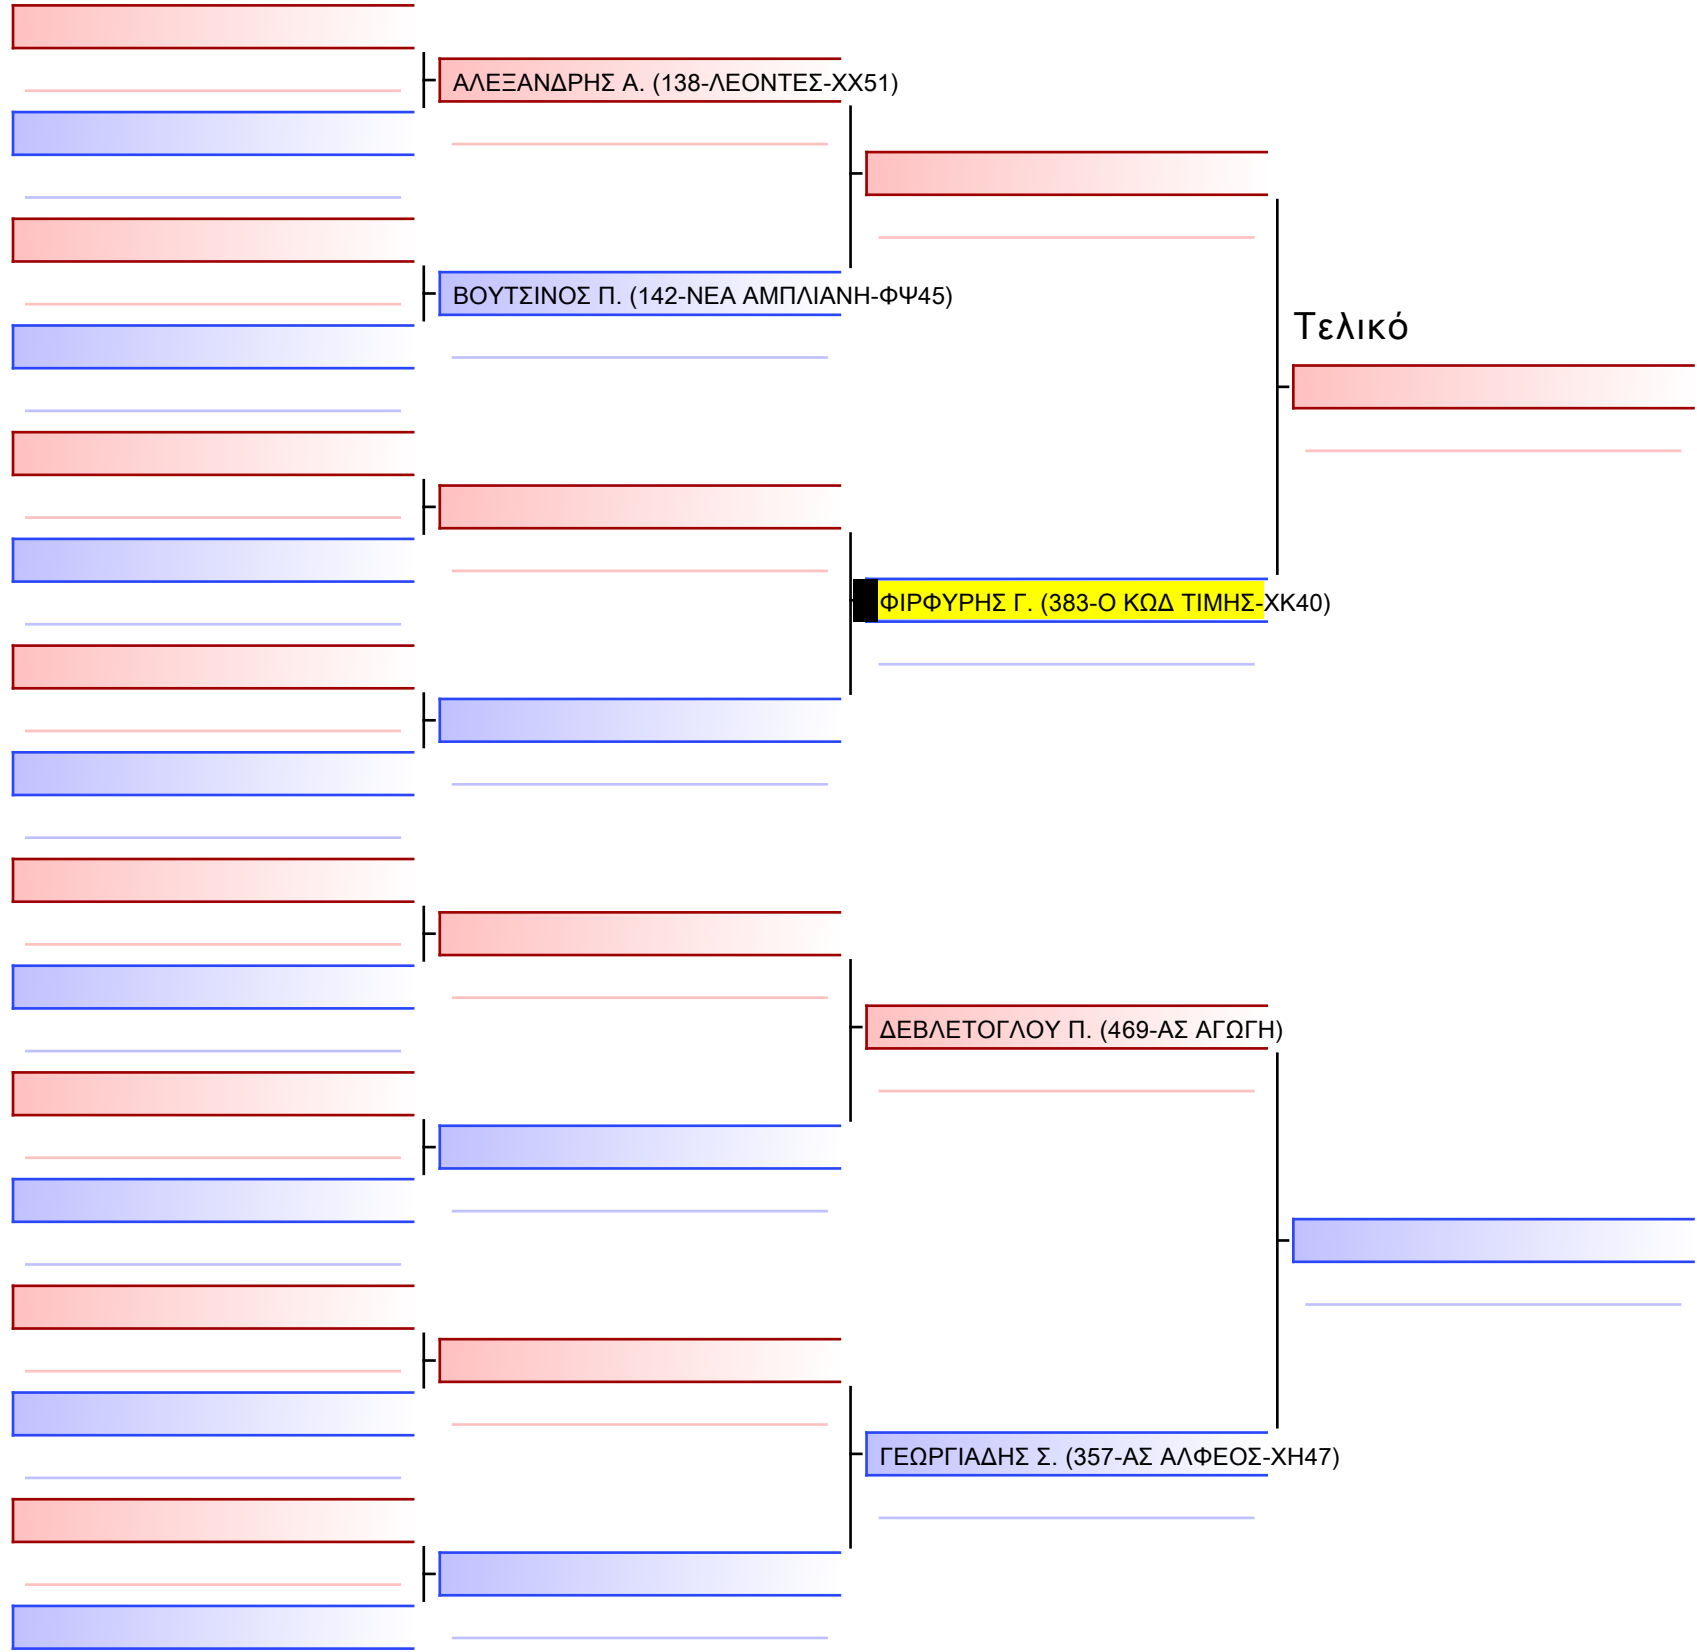 ΑΛΕΞΑΝΔΡΗΣ Α. (138-ΛΕΟΝΤΕΣ-ΧΧ51)
ΒΟΥΤΣΙΝΟΣ Π. (142-ΝΕΑ ΑΜΠΛΙΑΝΗ-ΦΨ45)
Τελικό
ΦΙΡΦΥΡΗΣ Γ. (383-Ο ΚΩΔ ΤΙΜΗΣ-ΧΚ40)
ΔΕΒΛΕΤΟΓΛΟΥ Π. (469-ΑΣ ΑΓΩΓΗ)
ΓΕΩΡΓΙΑΔΗΣ Σ. (357-ΑΣ ΑΛΦΕΟΣ-ΧΗ47)